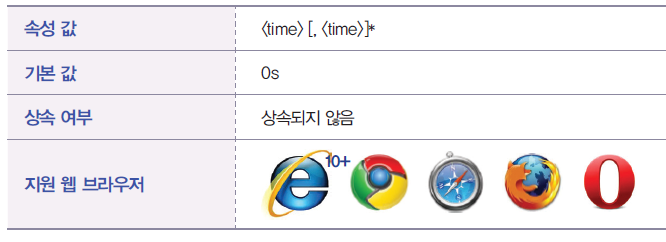 속성 값 〈time〉 [, 〈time〉]*
기본 값 0s
상속 여부 상속되지 않음
지원 웹 브라우저 10+